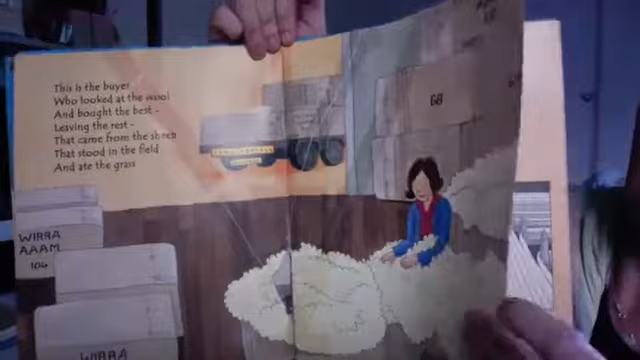 This is the buyer
Who looked at the wool
And bought the best -
Leaving the rest -
That came from the sheep
That stood in the field
And ate the grass
WIRRA
AAAM
104
WIRRA
68